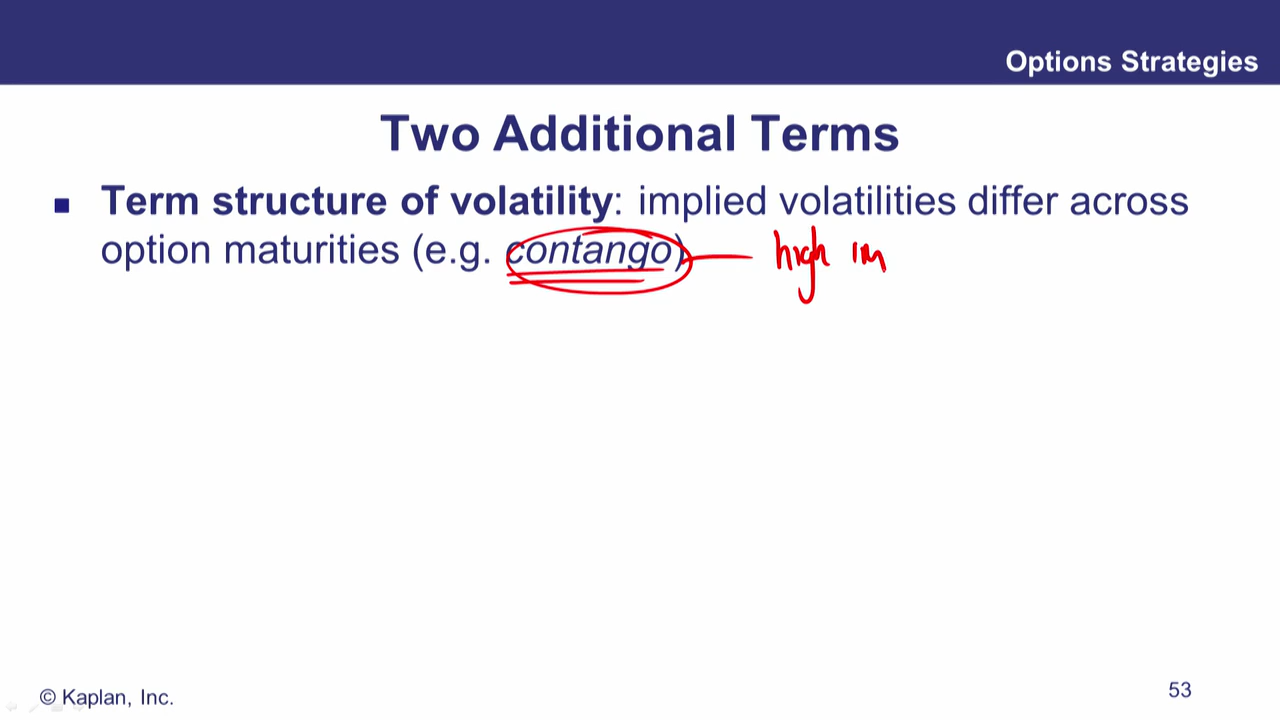 Options Strategies
Two Additional Terms
■ Term structure of volatility: implied volatilities differ across
option maturities (e.g. contango) high im
© Kaplan, Inc.
53